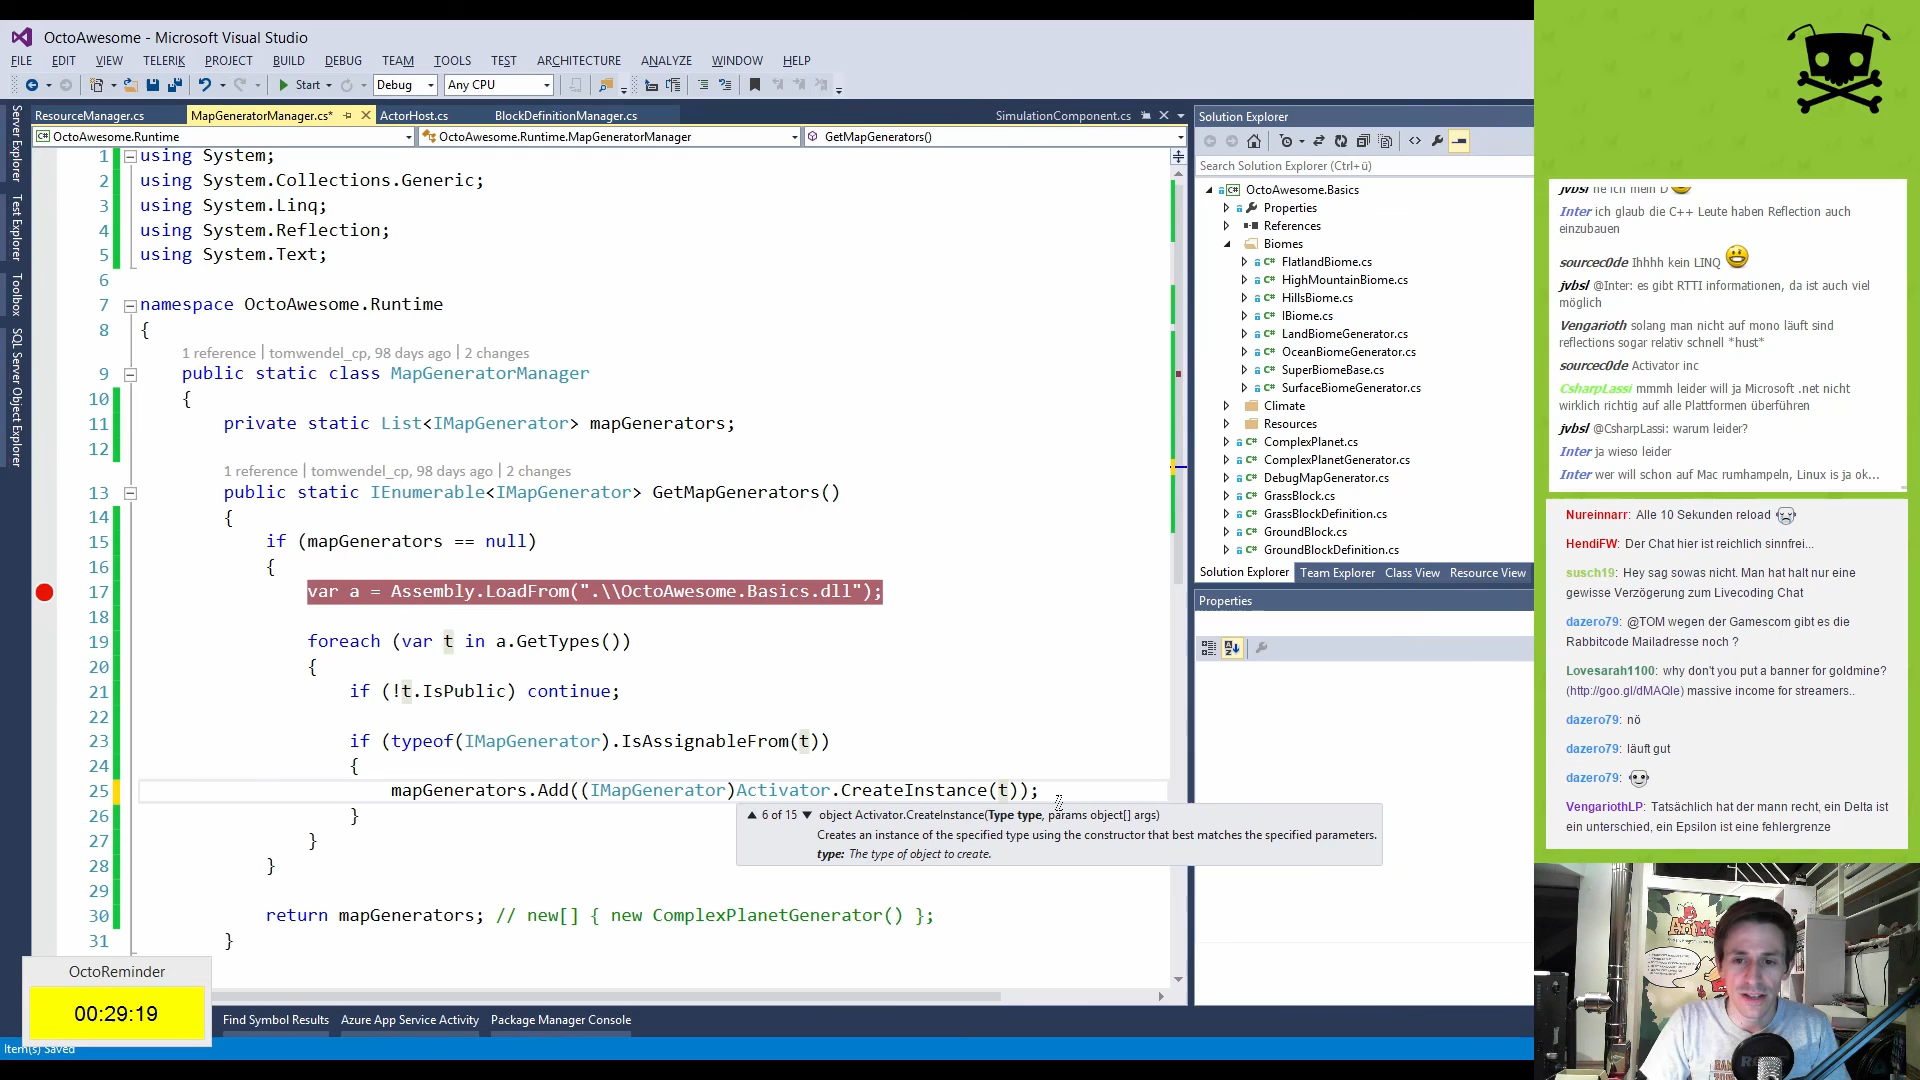 OctoAwesome - Microsoft Visual Studio
FILE EDIT VIEW TELERIK PROJECT BUILD DEBUG TEAM TOOLS TEST ARCHITECTURE ANALYZE WINDOW HELP
Start Debug Any CPU
ResourceManager.cs MapGeneratorManager.cs* ActorHost.cs BlockDefinitionManager.cs SimulationComponent.cs
OctoAwesome.Runtime OctoAwesome.Runtime.MapGeneratorManager GetMapGenerators()
Server Explorer
Test Explorer
Toolbox
SQL Server Object Explorer
1 using System;
2 using System.Collections.Generic;
3 using System.Linq;
4 using System.Reflection;
5 using System.Text;
6
7 namespace OctoAwesome.Runtime
8 {
1 reference | tomwendel_cp, 98 days ago | 2 changes
9 public static class MapGeneratorManager
10 {
11 private static List<IMapGenerator> mapGenerators;
12
1 reference | tomwendel_cp, 98 days ago | 2 changes
13 public static IEnumerable<IMapGenerator> GetMapGenerators()
14 {
15 if (mapGenerators == null)
16 {
17 var a = Assembly.LoadFrom(".\\OctoAwesome.Basics.dll");
18
19 foreach (var t in a.GetTypes())
20 {
21 if (!t.IsPublic) continue;
22
23 if (typeof(IMapGenerator).IsAssignableFrom(t))
24 {
25 mapGenerators.Add((IMapGenerator)Activator.CreateInstance(t));
26 }
27 }
28 }
29
30 return mapGenerators; // new[] { new ComplexPlanetGenerator() };
31 }
▲ 6 of 15 ▼ object Activator.CreateInstance(Type type, params object[] args)
Creates an instance of the specified type using the constructor that best matches the specified parameters.
type: The type of object to create.
OctoReminder
00:29:19
Find Symbol Results Azure App Service Activity Package Manager Console
Item(s) Saved
Solution Explorer
Search Solution Explorer (Ctrl+ü)
OctoAwesome.Basics
Properties
References
Biomes
FlatlandBiome.cs
HighMountainBiome.cs
HillsBiome.cs
IBiome.cs
LandBiomeGenerator.cs
OceanBiomeGenerator.cs
SuperBiomeBase.cs
SurfaceBiomeGenerator.cs
Climate
Resources
ComplexPlanet.cs
ComplexPlanetGenerator.cs
DebugMapGenerator.cs
GrassBlock.cs
GrassBlockDefinition.cs
GroundBlock.cs
GroundBlockDefinition.cs
Solution Explorer Team Explorer Class View Resource View
Properties
jvbsl ne ich mein D
Inter ich glaub die C++ Leute haben Reflection auch
einzubauen
sourcec0de Ihhhh kein LINQ
jvbsl @Inter: es gibt RTTI informationen, da ist auch viel
möglich
Vengarioth solang man nicht auf mono läuft sind
reflections sogar relativ schnell *hust*
sourcec0de Activator inc
CsharpLassi mmmh leider will ja Microsoft .net nicht
wirklich richtig auf alle Plattformen überführen
jvbsl @CsharpLassi: warum leider?
Inter ja wieso leider
Inter wer will schon auf Mac rumhampeln, Linux is ja ok...
Nureinnarr: Alle 10 Sekunden reload
HendiFW: Der Chat hier ist reichlich sinnfrei...
susch19: Hey sag sowas nicht. Man hat halt nur eine
gewisse Verzögerung zum Livecoding Chat
dazero79: @TOM wegen der Gamescom gibt es die
Rabbitcode Mailadresse noch ?
Lovesarah1100: why don't you put a banner for goldmine?
(http://goo.gl/dMAQle) massive income for streamers..
dazero79: nö
dazero79: läuft gut
dazero79:
VengariothLP: Tatsächlich hat der mann recht, ein Delta ist
ein unterschied, ein Epsilon ist eine fehlergrenze